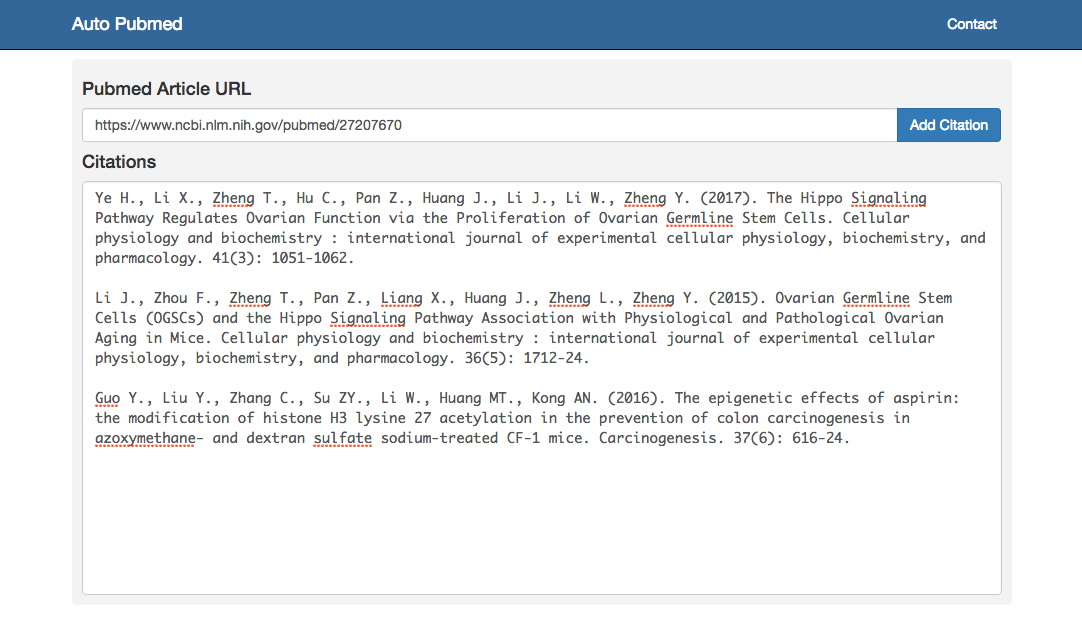 Auto Pubmed
Contact
Pubmed Article URL
https://www.ncbi.nlm.nih.gov/pubmed/27207670
Add Citation
Citations
Ye H., Li X., Zheng T., Hu C., Pan Z., Huang J., Li J., Li W., Zheng Y. (2017). The Hippo Signaling
Pathway Regulates Ovarian Function via the Proliferation of Ovarian Germline Stem Cells. Cellular
physiology and biochemistry : international journal of experimental cellular physiology, biochemistry, and
pharmacology. 41(3): 1051-1062.
Li J., Zhou F., Zheng T., Pan Z., Liang X., Huang J., Zheng L., Zheng Y. (2015). Ovarian Germline Stem
Cells (OGSCs) and the Hippo Signaling Pathway Association with Physiological and Pathological Ovarian
Aging in Mice. Cellular physiology and biochemistry : international journal of experimental cellular
physiology, biochemistry, and pharmacology. 36(5): 1712-24.
Guo Y., Liu Y., Zhang C., Su ZY., Li W., Huang MT., Kong AN. (2016). The epigenetic effects of aspirin:
the modification of histone H3 lysine 27 acetylation in the prevention of colon carcinogenesis in
azoxymethane- and dextran sulfate sodium-treated CF-1 mice. Carcinogenesis. 37(6): 616-24.